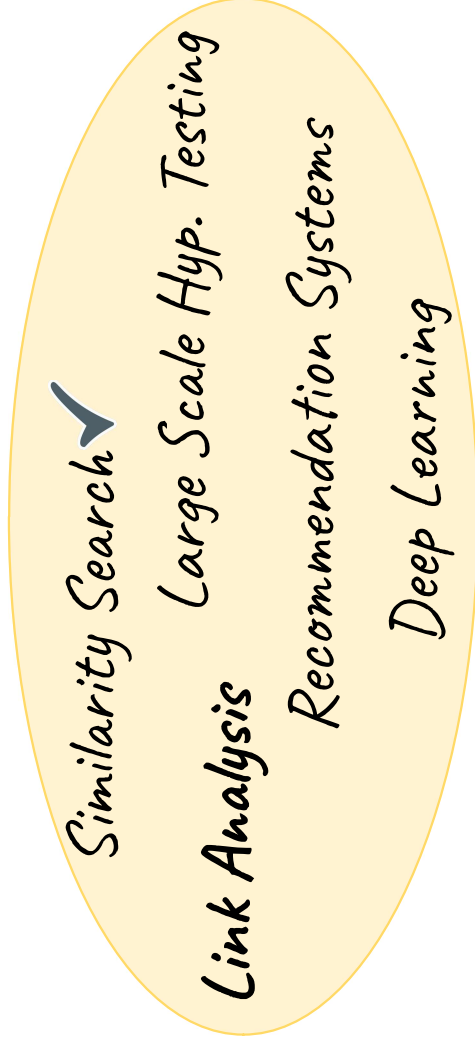 Similarity Search
Large Scale Hyp. Testing
Link Analysis
Recommendation Systems
Deep Learning